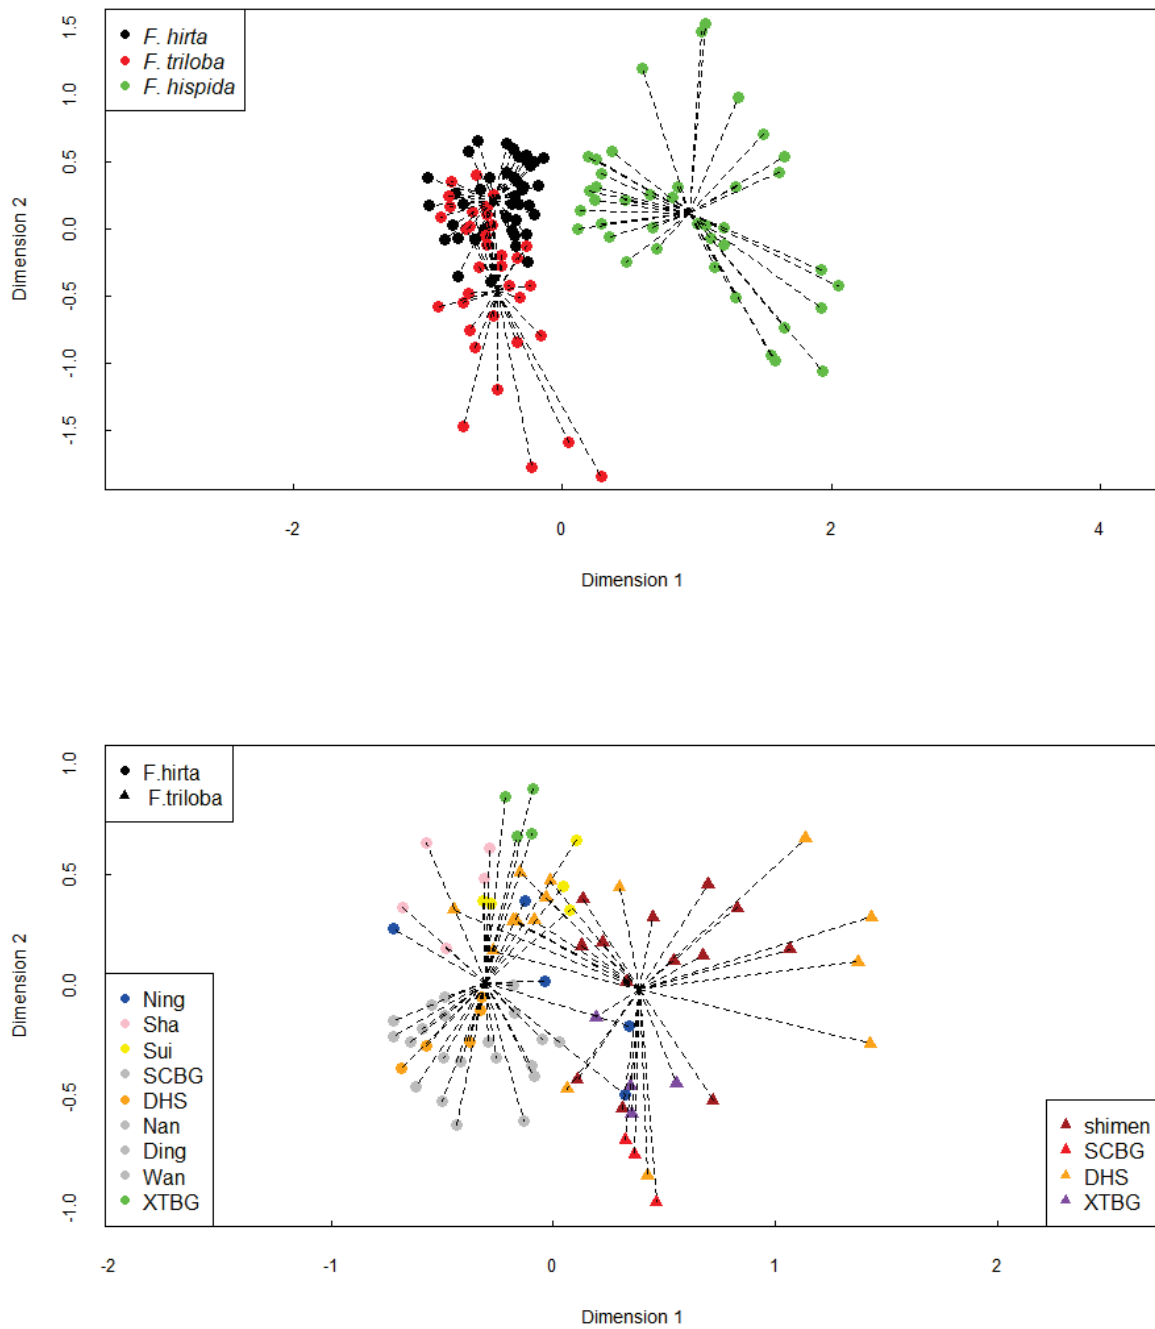 F. hirta
F. triloba
F. hispida
1.5
1.0
0.5
0.0
-0.5
-1.0
-1.5
Dimension 2
-2
0
2
4
Dimension 1
F.hirta
F.triloba
1.0
0.5
0.0
-0.5
-1.0
Dimension 2
Ning
Sha
Sui
SCBG
DHS
Nan
Ding
Wan
XTBG
shimen
SCBG
DHS
XTBG
-2
-1
0
1
2
Dimension 1